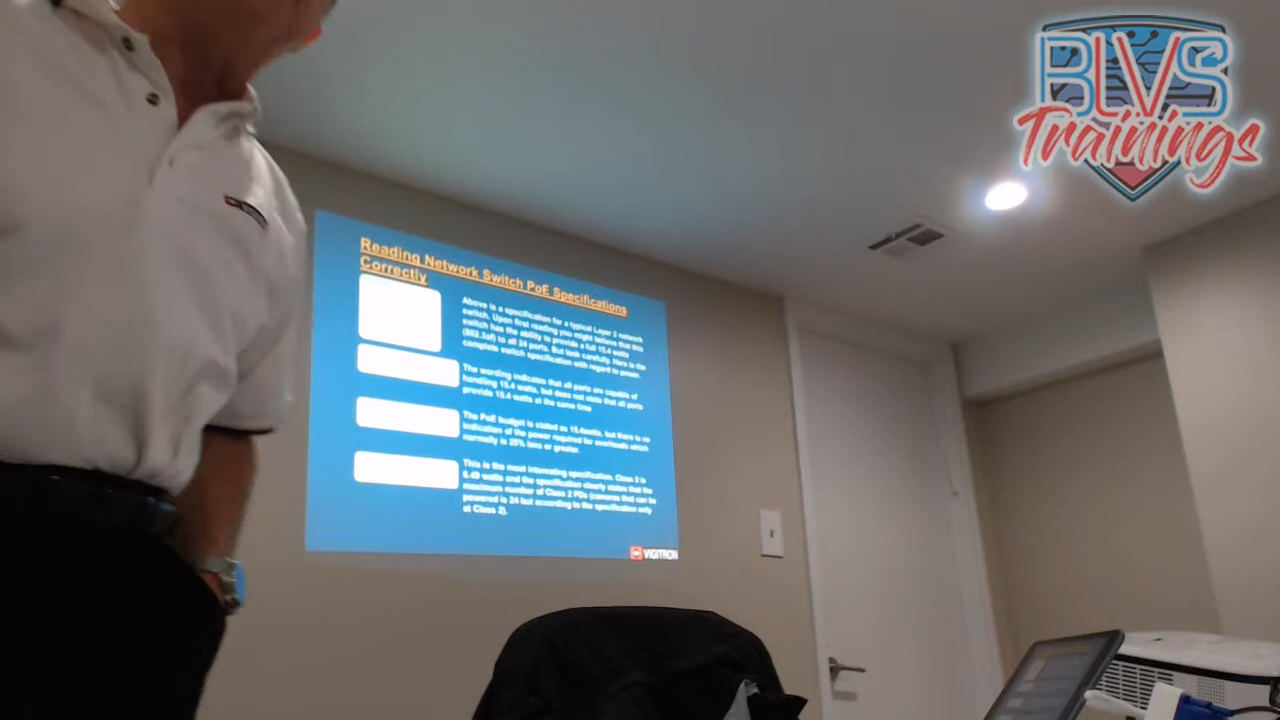 BLVS
Trainings
Reading Network Switch PoE Specifications
Correctly
Above is a specification for a typical Layer 2 network
switch. Upon first reading you might believe that this
switch has the ability to provide a full 15.4 watts
(802.3af) to all 24 ports. But look carefully. Here is the
complete switch specification with regard to power.
The wording indicates that all ports are capable of
handling 15.4 watts, but does not state that all ports
provide 15.4 watts at the same time
The PoE budget is stated as 15.4watts, but there is no
indication of the power required for overheads which
normally is 25% less or greater.
This is the most interesting specification. Class 2 is
6.49 watts and the specification clearly states that the
maximum number of Class 2 PDs (cameras that can be
powered is 24 but according to the specification only
at Class 2).
VIGITRON